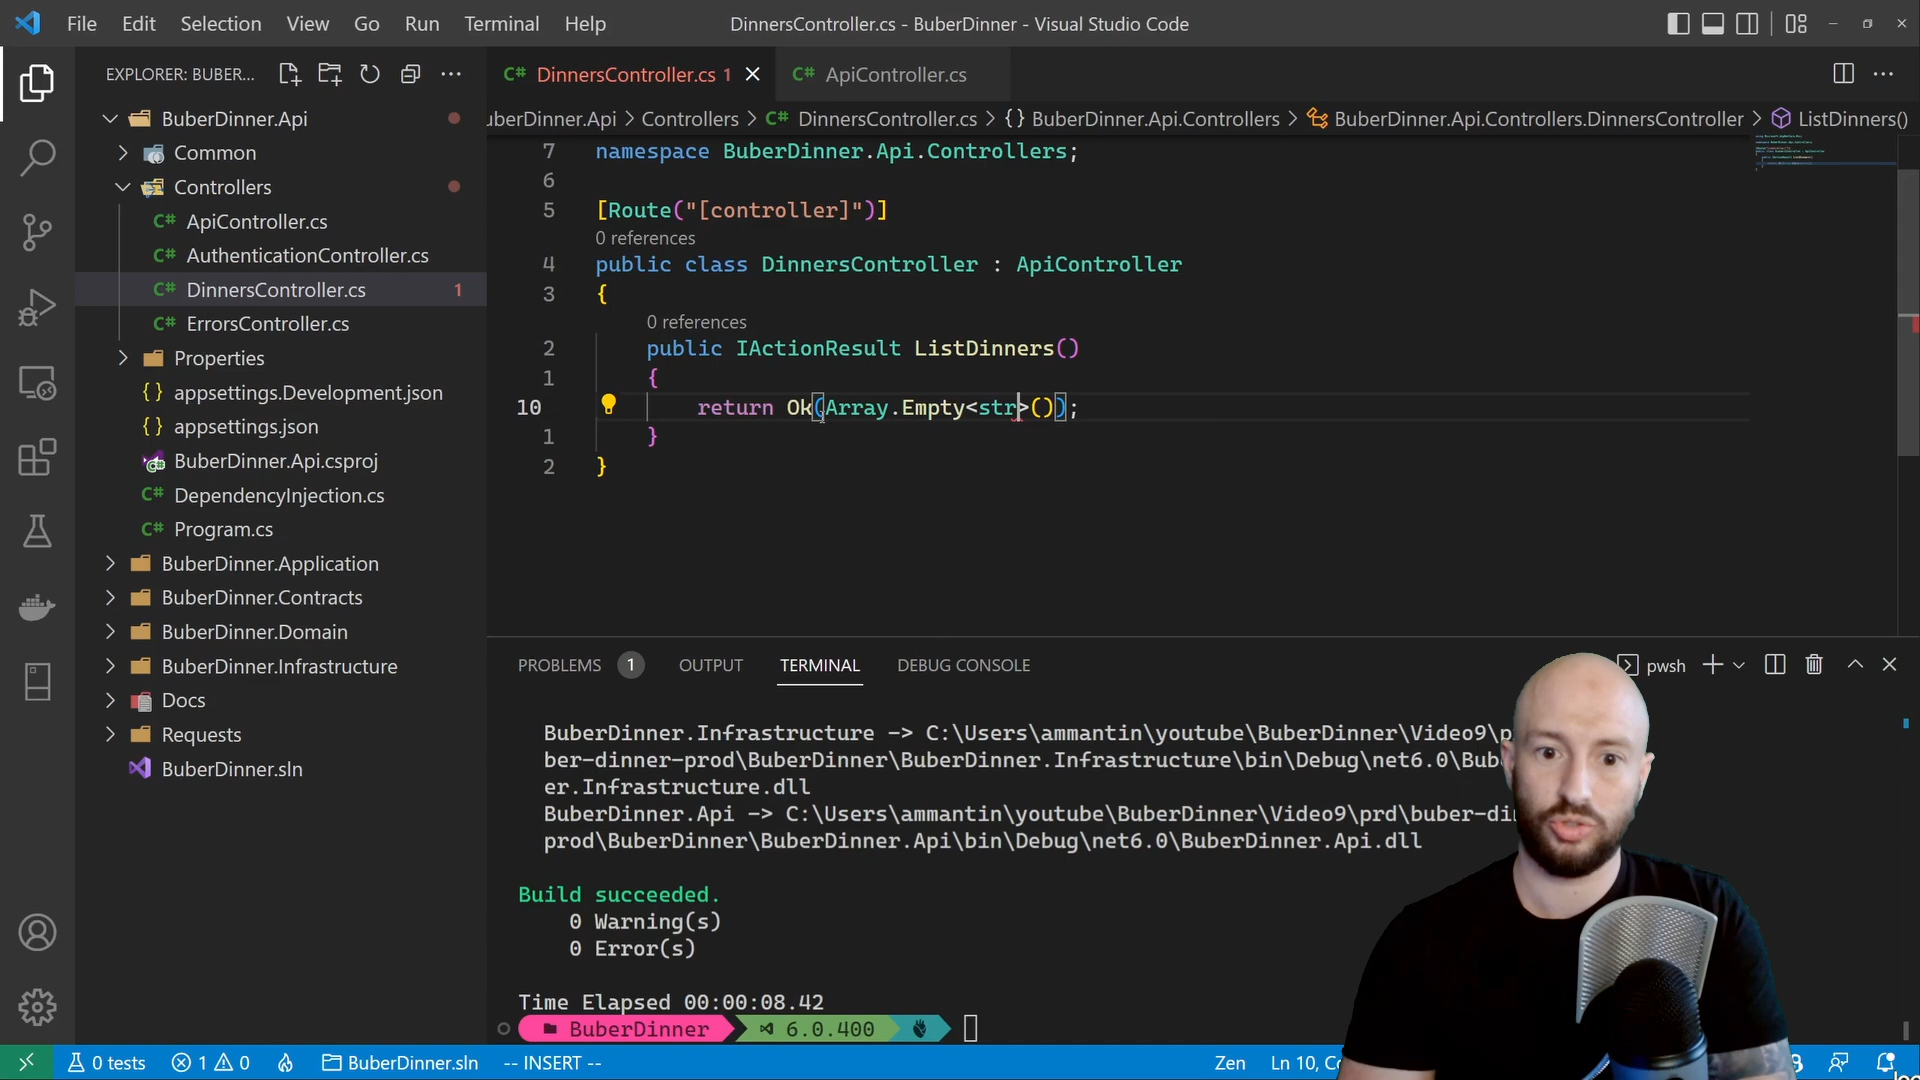 File Edit Selection View Go Run Terminal Help
DinnersController.cs - BuberDinner - Visual Studio Code
EXPLORER: BUBER...
DinnersController.cs 1
ApiController.cs
BuberDinner.Api
Common
Controllers
ApiController.cs
AuthenticationController.cs
DinnersController.cs 1
ErrorsController.cs
Properties
appsettings.Development.json
appsettings.json
BuberDinner.Api.csproj
DependencyInjection.cs
Program.cs
BuberDinner.Application
BuberDinner.Contracts
BuberDinner.Domain
BuberDinner.Infrastructure
Docs
Requests
BuberDinner.sln
uberDinner.Api > Controllers > C# DinnersController.cs > {} BuberDinner.Api.Controllers > BuberDinner.Api.Controllers.DinnersController > ListDinners()
7 namespace BuberDinner.Api.Controllers;
6
5 [Route("[controller]")]
0 references
4 public class DinnersController : ApiController
3 {
0 references
2 public IActionResult ListDinners()
1 {
10 return Ok(Array.Empty<str>());
1 }
2 }
PROBLEMS 1 OUTPUT TERMINAL DEBUG CONSOLE
pwsh
BuberDinner.Infrastructure -> C:\Users\ammantin\youtube\BuberDinner\Video9\p
ber-dinner-prod\BuberDinner\BuberDinner.Infrastructure\bin\Debug\net6.0\Bub
er.Infrastructure.dll
BuberDinner.Api -> C:\Users\ammantin\youtube\BuberDinner\Video9\prd\buber-di
prod\BuberDinner\BuberDinner.Api\bin\Debug\net6.0\BuberDinner.Api.dll
Build succeeded.
0 Warning(s)
0 Error(s)
Time Elapsed 00:00:08.42
BuberDinner 6.0.400
0 tests 1 0 BuberDinner.sln -- INSERT -- Zen Ln 10, C